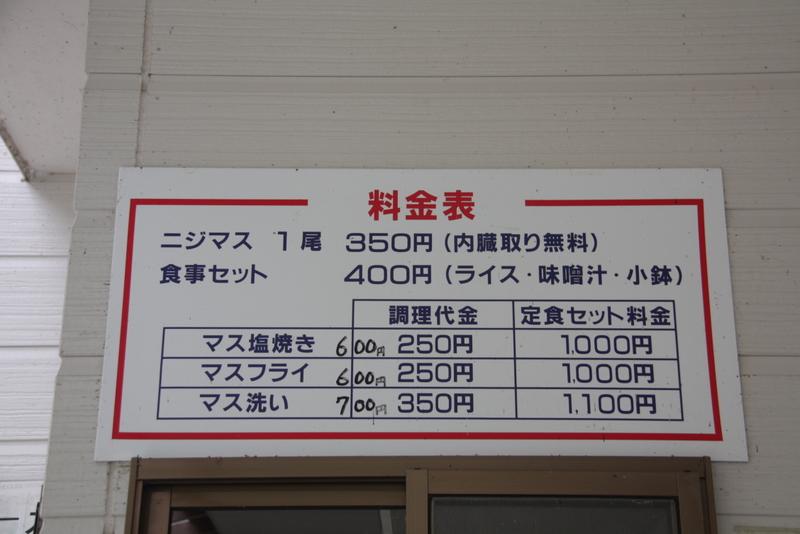 料金表
ニジマス 1尾 350円(内臓取り無料)
食事セット 400円(ライス・味噌汁・小鉢)
調理代金 定食セット料金
マス塩焼き 600円 250円 1,000円
マスフライ 600円 250円 1,000円
マス洗い 700円 350円 1,100円